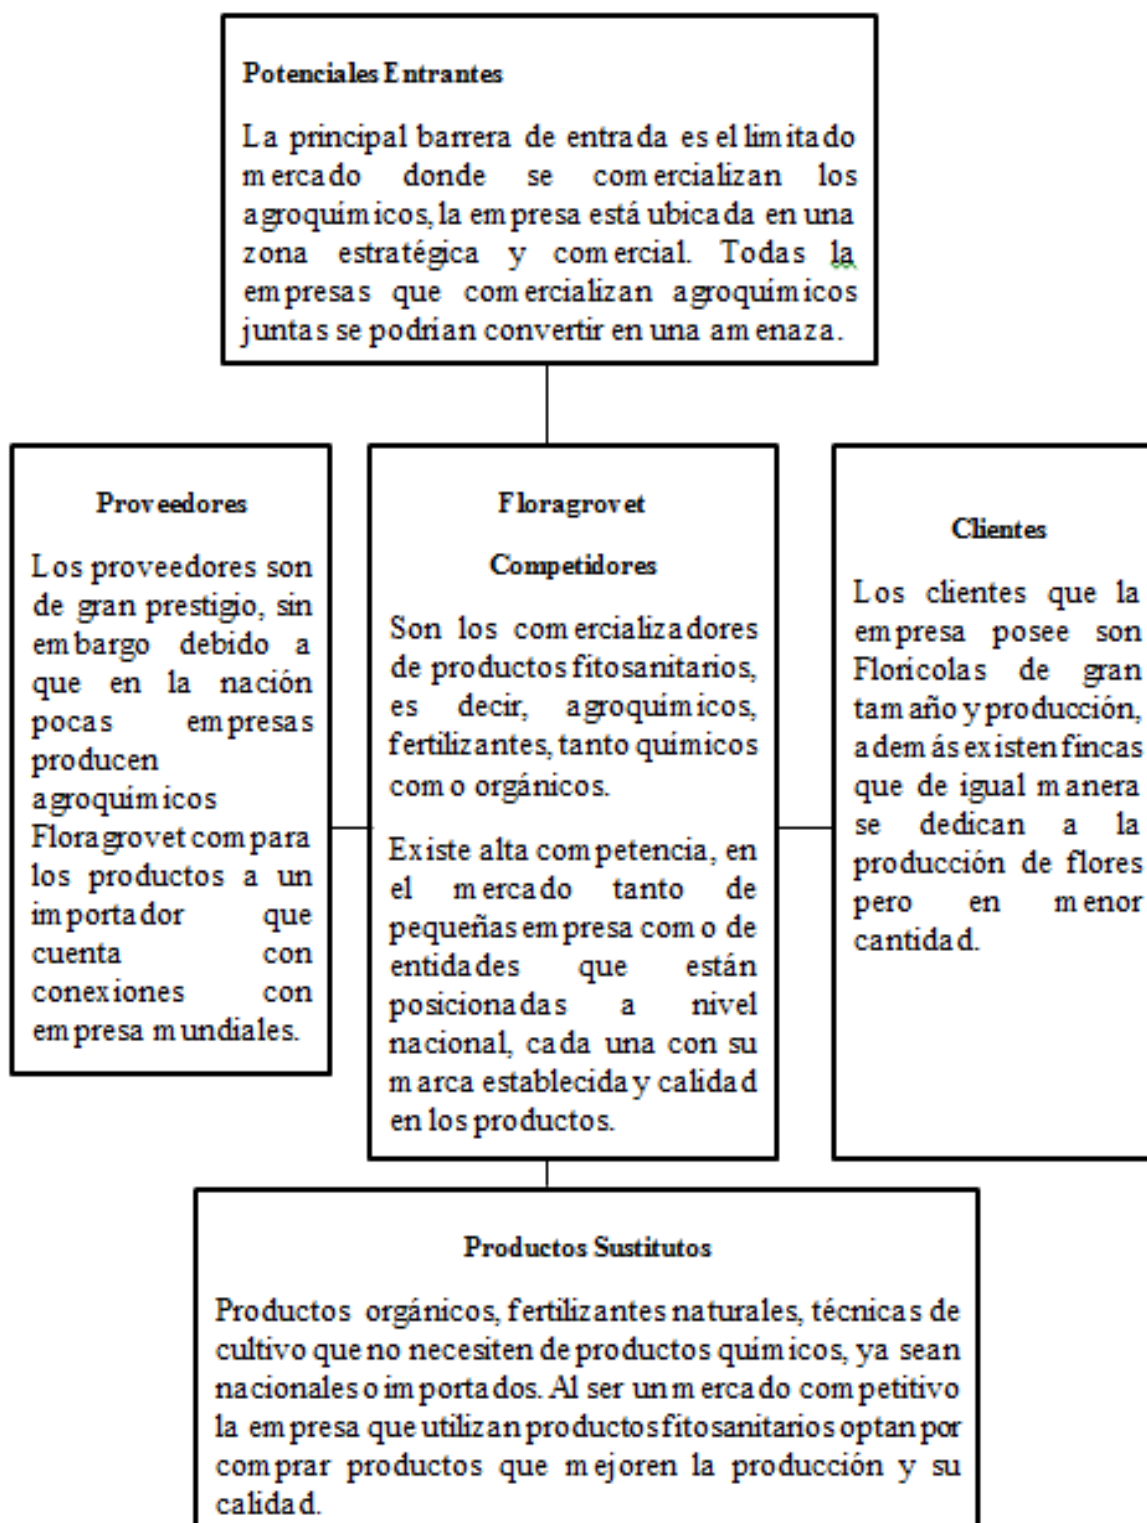 Potenciales Entrantes
La principal barrera de entrada es el limitado
mercado donde se comercializan los
agroquímicos, la empresa está ubicada en una
zona estratégica y comercial. Todas la
empresas que comercializan agroquímicos
juntas se podrían convertir en una amenaza.
Proveedores
Los proveedores son
de gran prestigio, sin
embargo debido a
que en la nación
pocas empresas
producen
agroquímicos
Floragrovet compara
los productos a un
importador que
cuenta con
conexiones con
empresa mundiales.
Floragrovet
Competidores
Son los comercializadores
de productos fitosanitarios,
es decir, agroquímicos,
fertilizantes, tanto químicos
como orgánicos.
Existe alta competencia, en
el mercado tanto de
pequeñas empresa como de
entidades que están
posicionadas a nivel
nacional, cada una con su
marca establecida y calidad
en los productos.
Clientes
Los clientes que la
empresa posee son
Florícolas de gran
tamaño y producción,
además existen fincas
que de igual manera
se dedican a la
producción de flores
pero en menor
cantidad.
Productos Sustitutos
Productos orgánicos, fertilizantes naturales, técnicas de
cultivo que no necesiten de productos químicos, ya sean
nacionales o importados. Al ser un mercado competitivo
la empresa que utilizan productos fitosanitarios optan por
comprar productos que mejoren la producción y su
calidad.